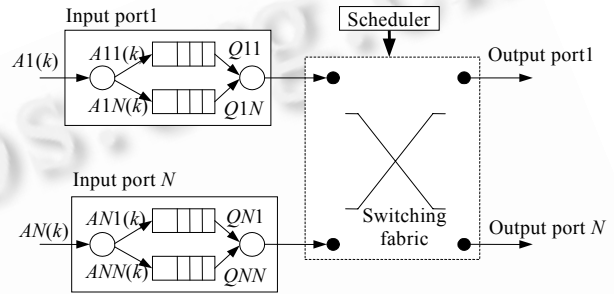 Input port1
Scheduler
A1(k)
A11(k)
Q11
A1N(k)
Q1N
Output port1
Input port N
AN(k)
AN1(k)
QN1
ANN(k)
QNN
Switching
fabric
Output port N